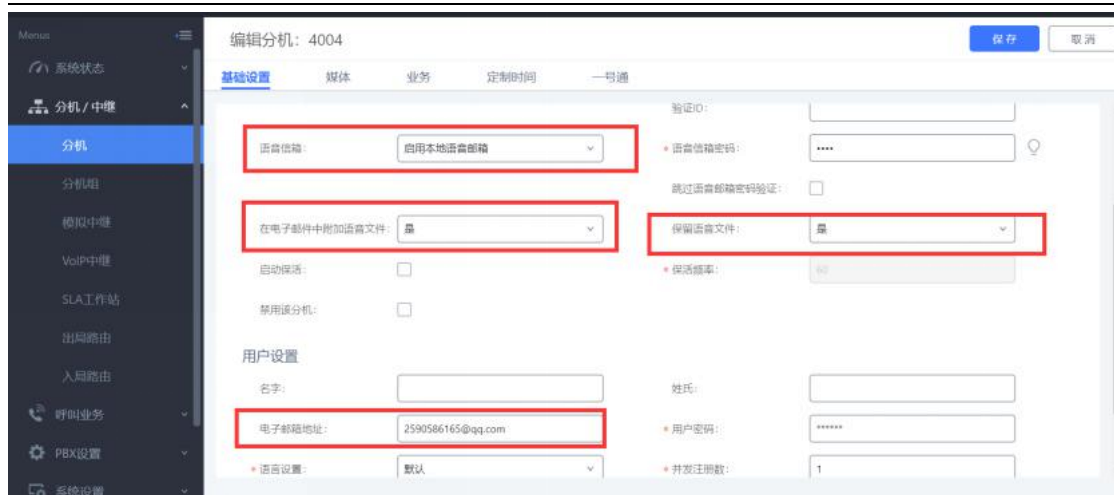 Menus
编辑分机：4004
保存
取消
系统状态
基础设置
媒体
业务
定制时间
一号通
分机 / 中继
验证ID：
分机
语音信箱：
启用本地语音邮箱
* 语音信箱密码：
••••
分机组
跳过语音邮箱密码验证：
模拟中继
在电子邮件中附加语音文件：
是
保留语音文件：
是
VoIP中继
启动保活：
* 保活频率：
60
SLA工作站
禁用该分机：
出局路由
用户设置
入局路由
名字：
姓氏：
呼叫业务
电子邮箱地址：
2590586165@qq.com
* 用户密码：
••••••
PBX设置
* 语言设置：
默认
* 并发注册数：
1
系统设置